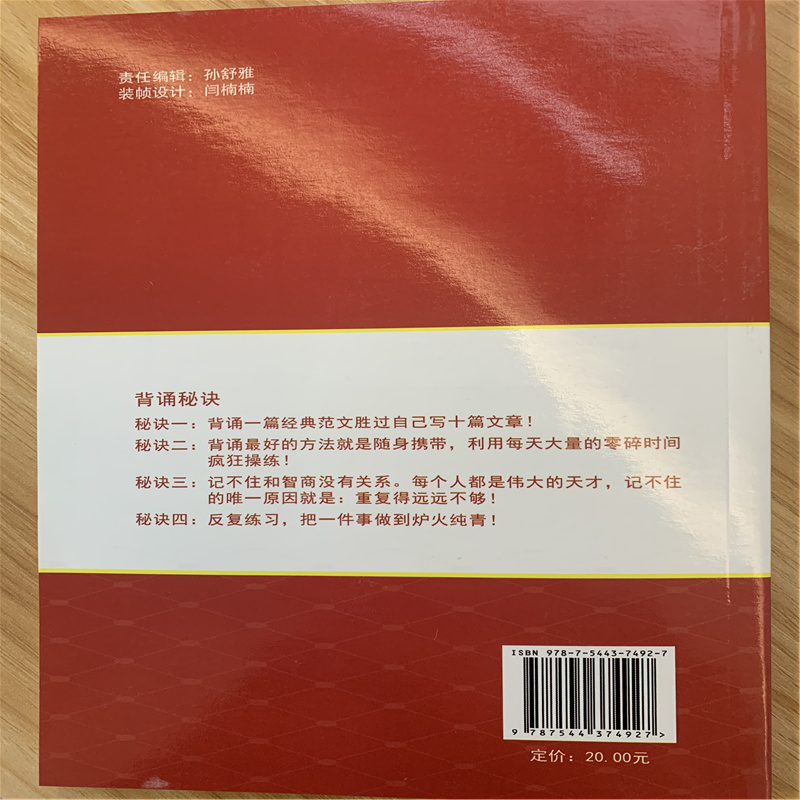 责任编辑：孙舒雅
装帧设计：闫楠楠
背诵秘诀
秘诀一：背诵一篇经典范文胜过自己写十篇文章！
秘诀二：背诵最好的方法就是随身携带，利用每天大量的零碎时间
疯狂操练！
秘诀三：记不住和智商没有关系。每个人都是伟大的天才，记不住
的唯一原因就是：重复得远远不够！
秘诀四：反复练习，把一件事做到炉火纯青！
ISBN 978-7-5443-7492-7
9 787544 374927>
定价：20.00元